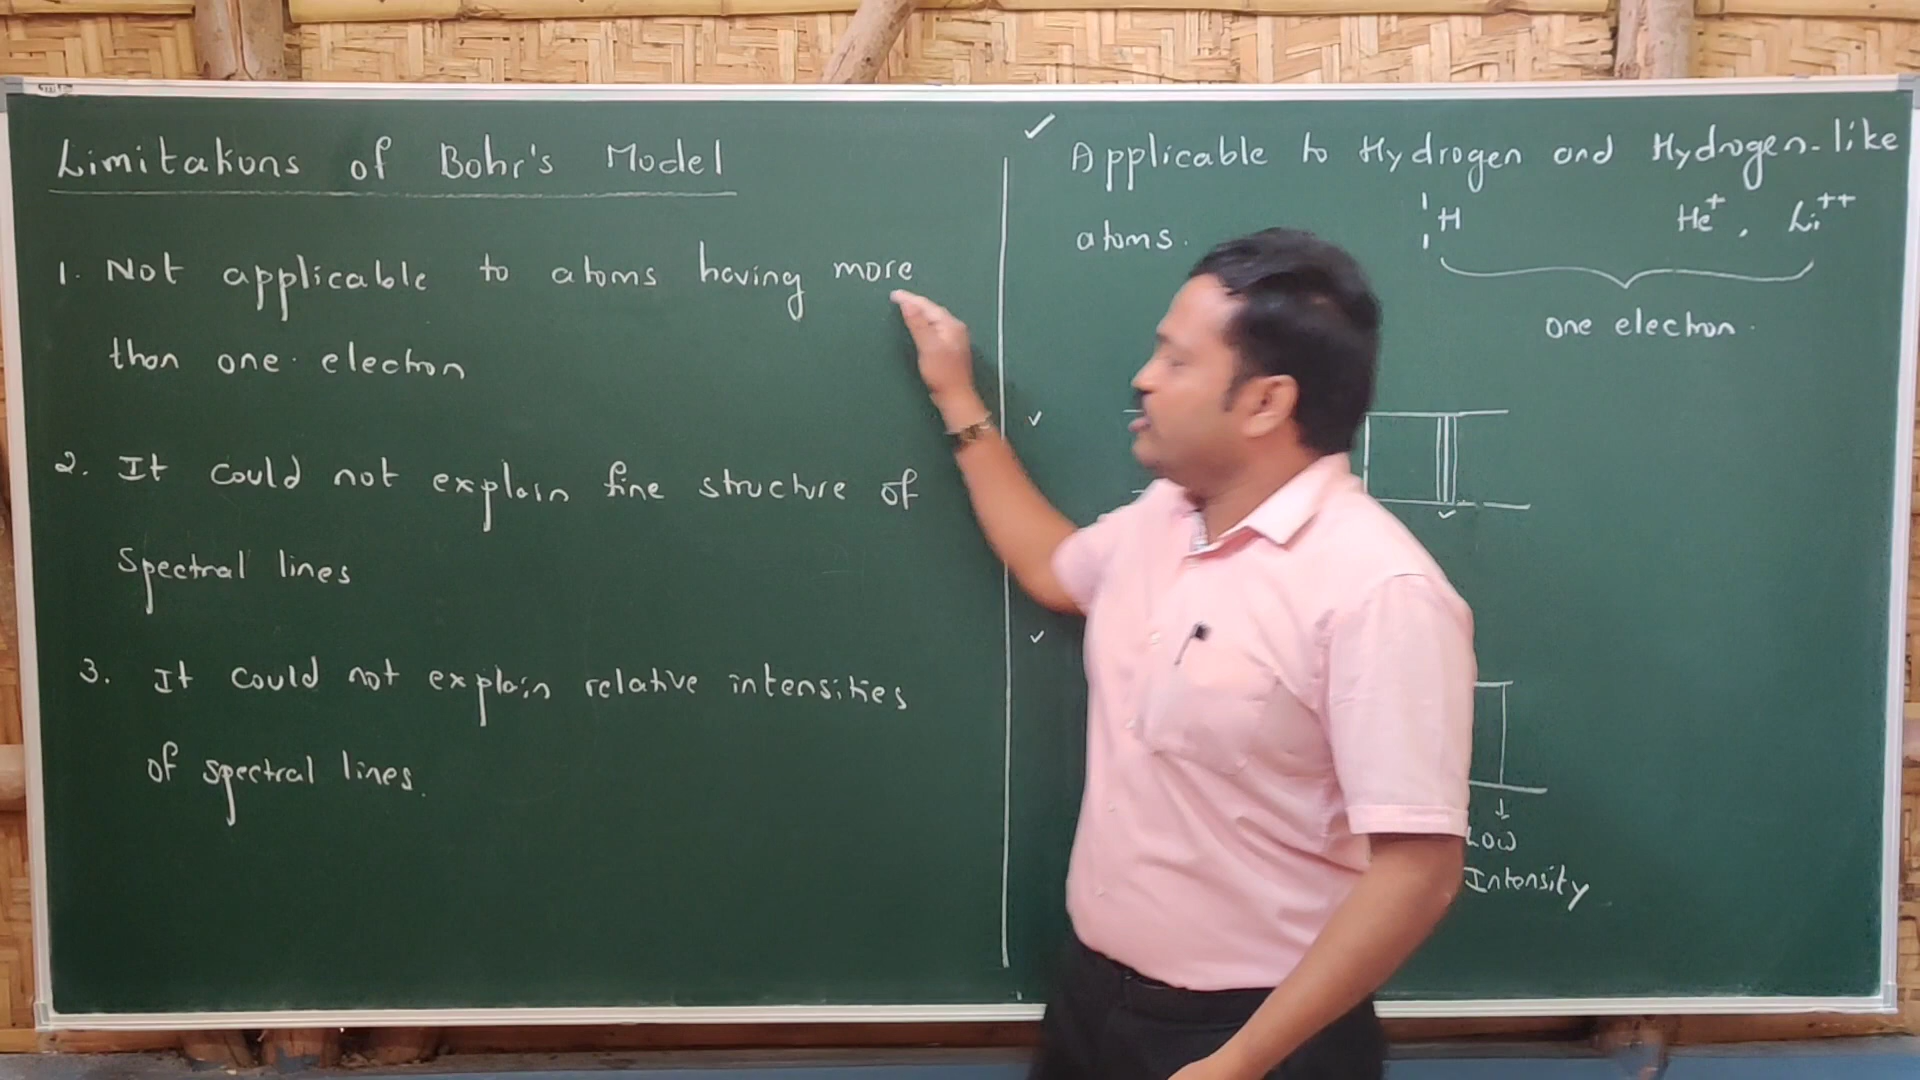 Limitations of Bohr's Model
1. Not applicable to atoms having more
than one electron
2. It could not explain fine structure of
Spectral lines
3. It could not explain relative intensities
of spectral lines.
Applicable to Hydrogen and Hydrogen-like
atoms.
1 1 H He+, Li++
one electron.
Low
Intensity